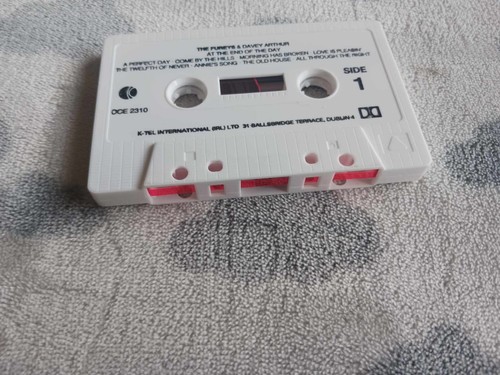 THE FUREYS & DAVEY ARTHUR
AT THE END OF THE DAY
A PERFECT DAY · COME BY THE HILLS · MORNING HAS BROKEN · LOVE IS PLEASIN'
THE TWELFTH OF NEVER · ANNIE'S SONG · THE OLD HOUSE · ALL THROUGH THE NIGHT
K
OCE 2310
SIDE
1
K-TEL INTERNATIONAL (IRL) LTD 31 BALLSBRIDGE TERRACE, DUBLIN 4